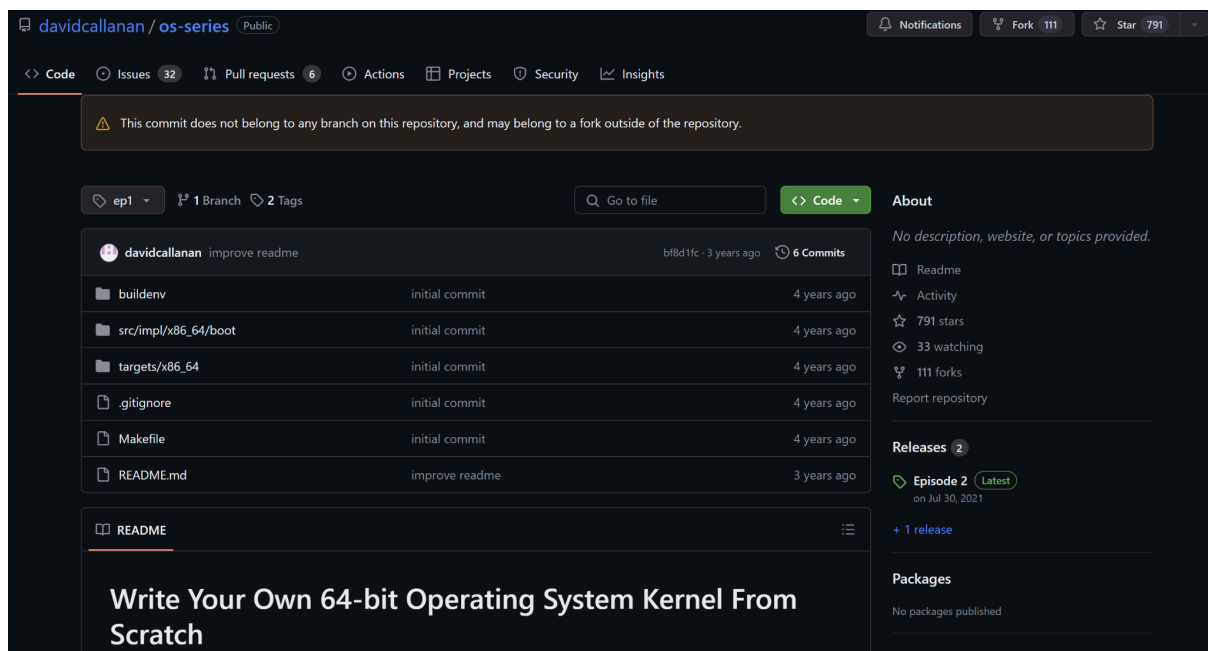 davidcallanan / os-series Public
Notifications Fork 111 Star 791
Code Issues 32 Pull requests 6 Actions Projects Security Insights
This commit does not belong to any branch on this repository, and may belong to a fork outside of the repository.
ep1 1 Branch 2 Tags Go to file Code
davidcallanan improve readme bf8d1fc · 3 years ago 6 Commits
buildenv initial commit 4 years ago
src/impl/x86_64/boot initial commit 4 years ago
targets/x86_64 initial commit 4 years ago
.gitignore initial commit 4 years ago
Makefile initial commit 4 years ago
README.md improve readme 3 years ago
README
Write Your Own 64-bit Operating System Kernel From
Scratch
About
No description, website, or topics provided.
Readme
Activity
791 stars
33 watching
111 forks
Report repository
Releases 2
Episode 2 Latest
on Jul 30, 2021
+ 1 release
Packages
No packages published